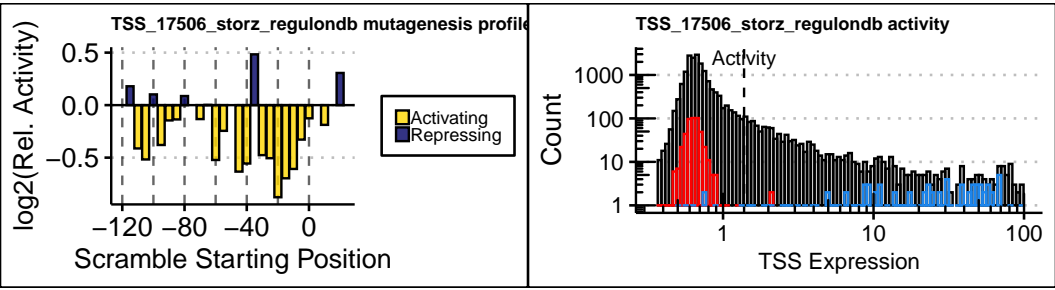 TSS_17506_storz_regulondb mutagenesis profile
log2(Rel. Activity)
0.5
0.0
−0.5
−120 −80 −40 0
Scramble Starting Position
Activating
Repressing
TSS_17506_storz_regulondb activity
Activity
Count
1000
100
10
1
1 10 100
TSS Expression